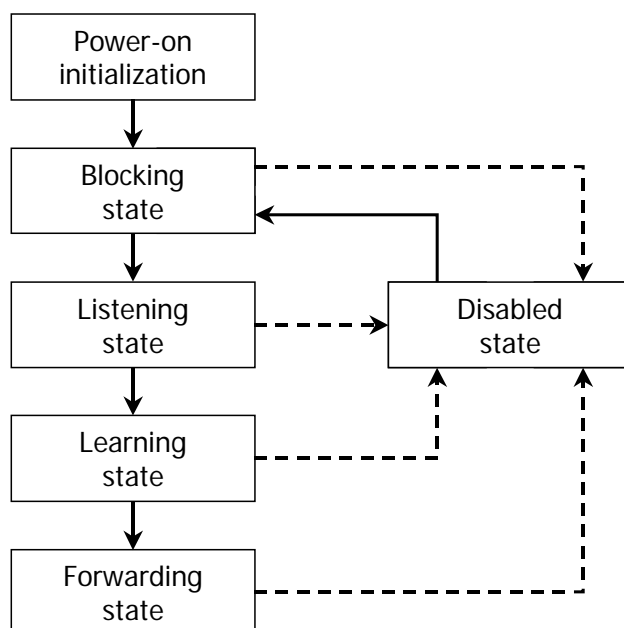 Power-on
initialization
Blocking
state
Listening
state
Disabled
state
Learning
state
Forwarding
state